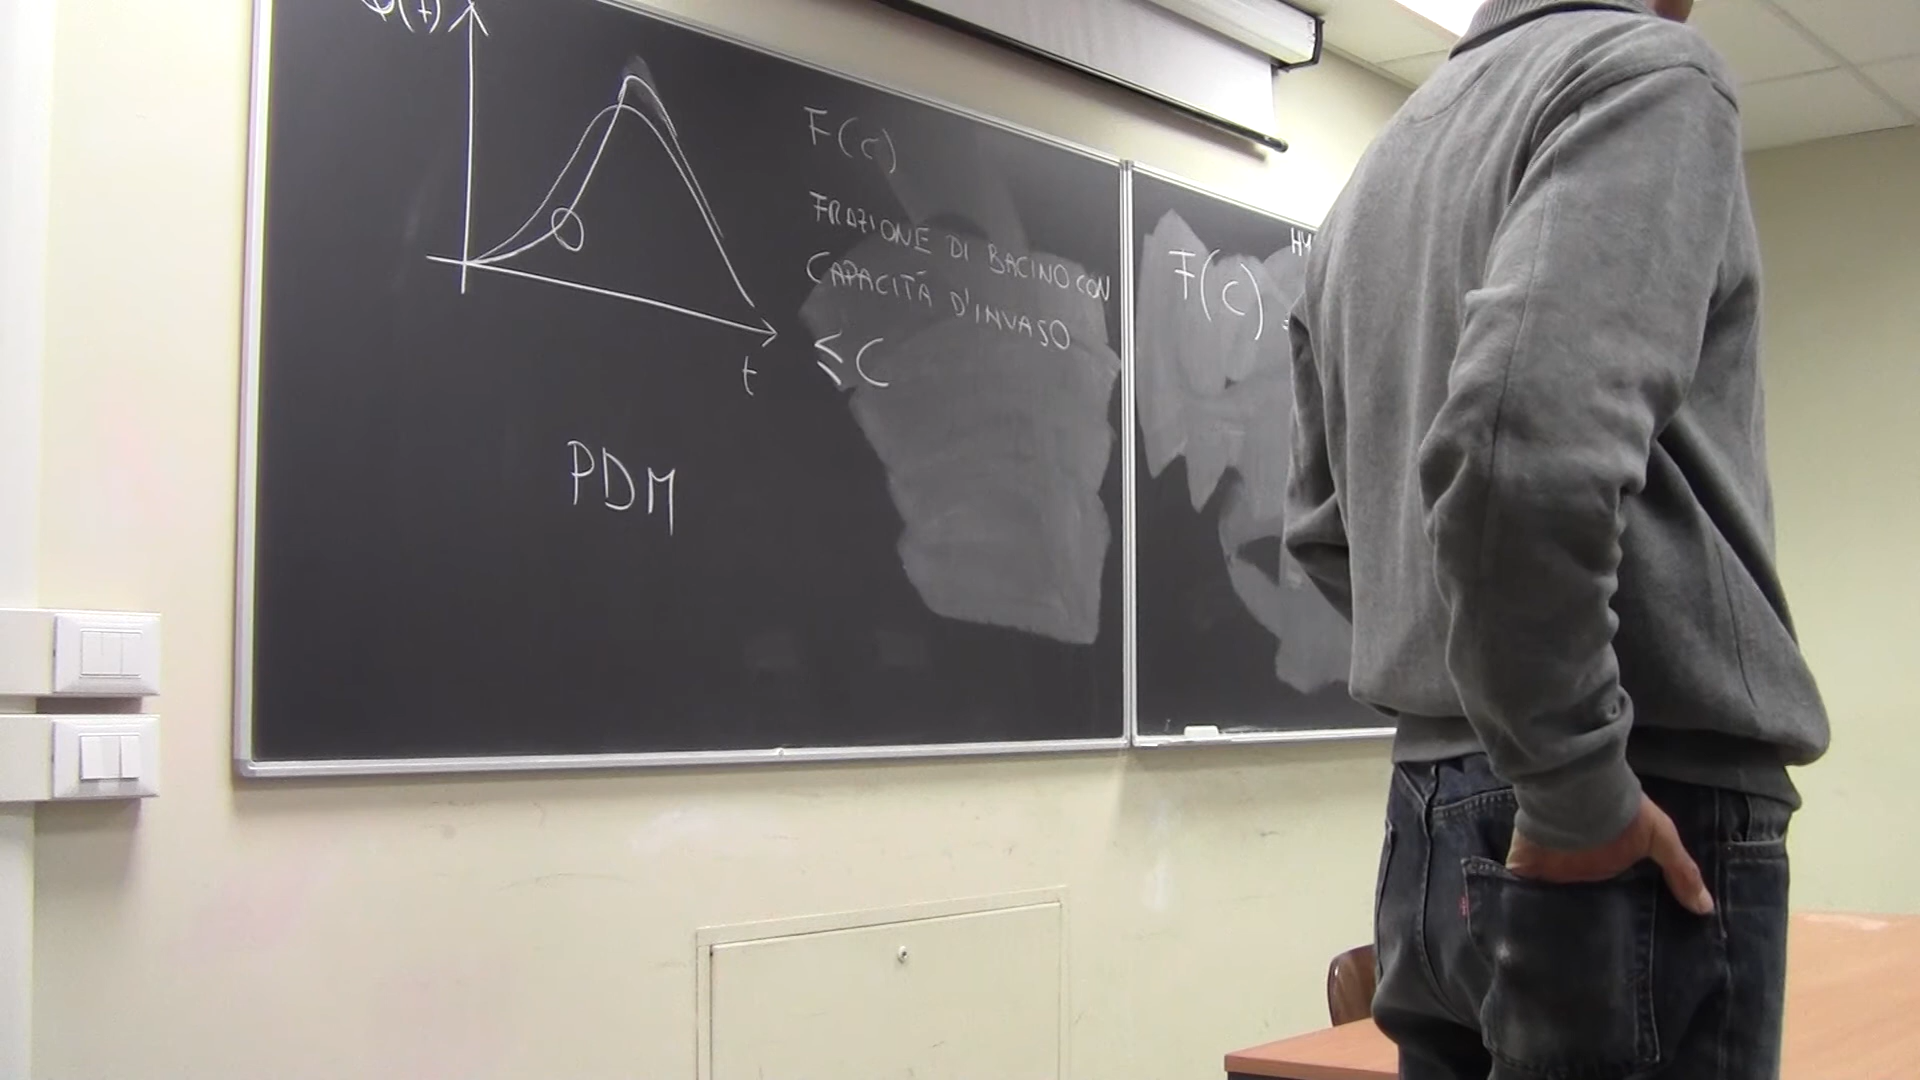 F(c)
FRAZIONE DI BACINO CON
CAPACITÀ D'INVASO
≤ C
t
PDM
F(c) =